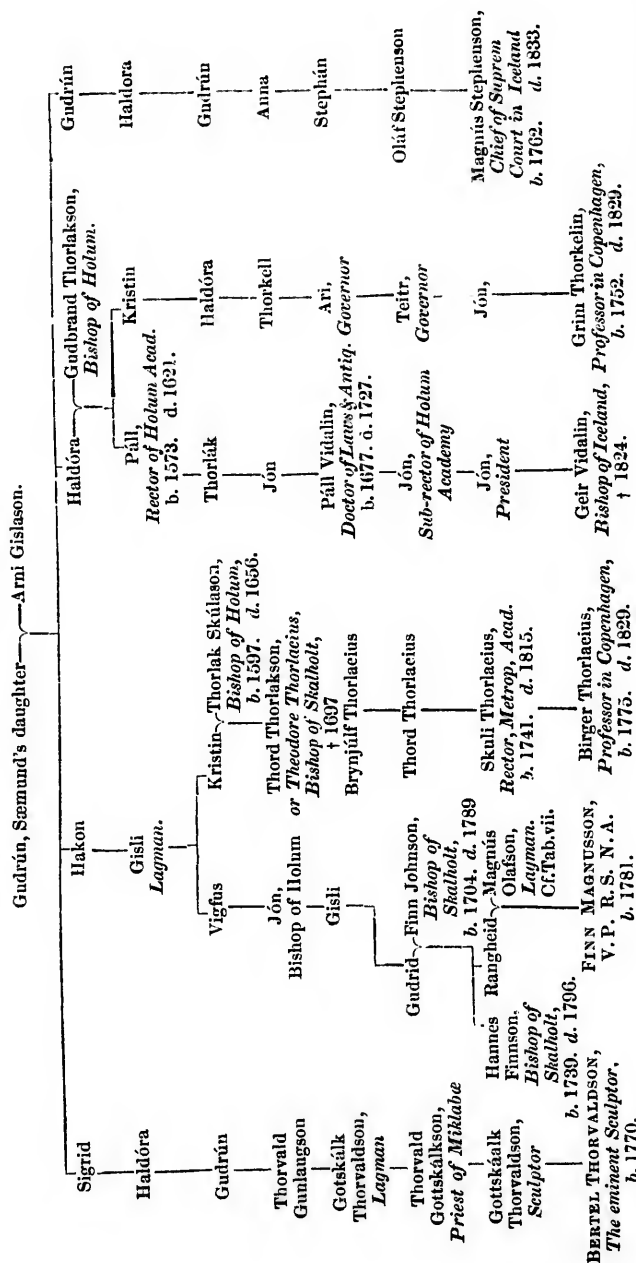 Gudrún, Sæmund's daughter—Arni Gislason.
Sigrid
Haldóra
Gudrún
Thorvald
Gunlangson
Gotskálk
Thorvaldson,
Lagman
Thorvald
Gottskálkson,
Priest of Miklabæ
Gottskáalk
Thorvaldson,
Sculptor
BERTEL THORVALDSON,
The eminent Sculptor,
b. 1770.
Hakon
Gisli
Lagman.
Vigfus
Jón,
Bishop of Holum
Gisli
Gudrid—Finn Johnson,
Bishop of
Skalholt,
b. 1704. d. 1789
Hannes
Finnson,
Bishop of
Skalholt,
b. 1739. d. 1796.
Rangheid—Magnús
Olafson,
Layman.
Cf. Tab. vii.
FINN MAGNUSSON,
V. P. R. S. N. A.
b. 1781.
Kristin—Thorlak Skúlason,
Bishop of Holum,
b. 1597. d. 1656.
Thord Thorlakson,
or Theodore Thorlacius,
Bishop of Skalholt,
† 1697
Brynjúlf Thorlacius
Thord Thorlacius
Skuli Thorlacius,
Rector, Metrop, Acad.
b. 1741. d. 1815.
Birger Thorlacius,
Professor in Copenhagen,
b. 1775. d. 1829.
Haldóra—Gudbrand Thorlakson,
Bishop of Holum.
Páll,
Rector of Holum Acad.
b. 1573. d. 1621.
Thorlák
Jón
Páll Vidalin,
Doctor of Laws & Antiq.
b. 1677. d. 1727.
Jón,
Sub-rector of Holum
Academy
Jón,
President
Geir Vidalin,
Bishop of Iceland,
† 1824.
Kristin
Haldóra
Thorkell
Ari,
Governor
Teitr,
Governor
Jón,
Grim Thorkelin,
Professor in Copenhagen,
b. 1752. d. 1829.
Gudrún
Haldora
Gudrún
Anna
Stephán
Oláf Stephenson
Magnús Stephenson,
Chief of Suprem
Court in Iceland
b. 1762. d. 1833.